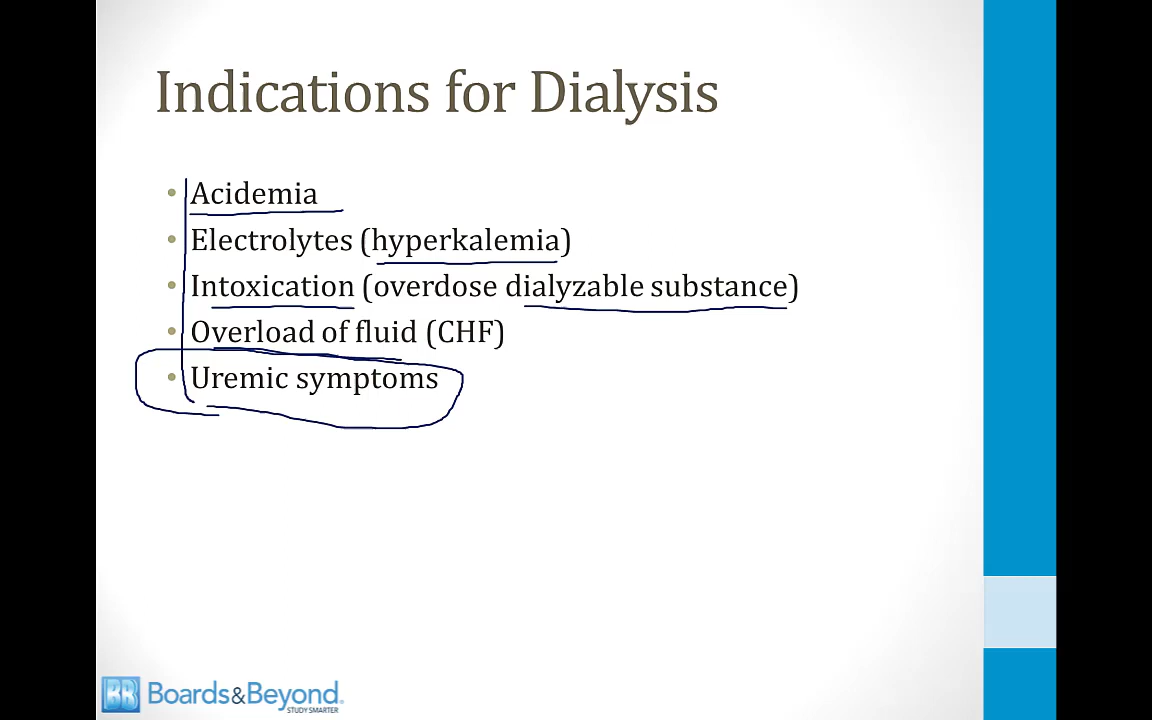 Indications for Dialysis
• Acidemia
• Electrolytes (hyperkalemia)
• Intoxication (overdose dialyzable substance)
• Overload of fluid (CHF)
• Uremic symptoms
BB Boards&Beyond.
STUDY SMARTER